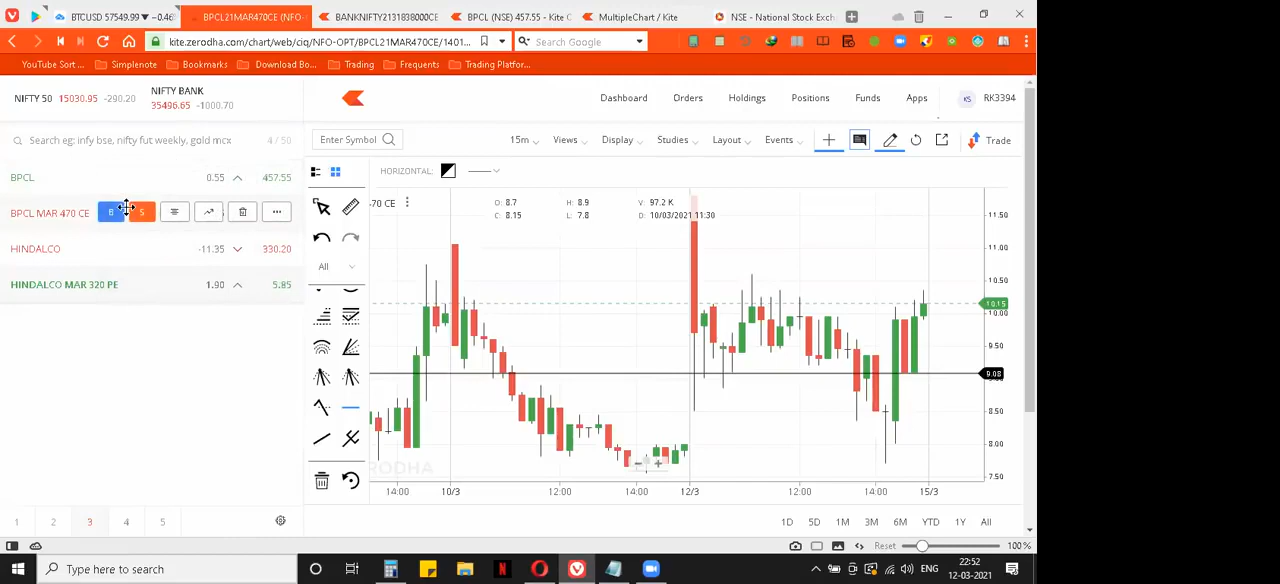 BTCUSD 57549.99 ▼ -0.46
BPCL21MAR470CE (NFO-
BANKNIFTY2131838000CE
BPCL (NSE) 457.55 - Kite C
MultipleChart / Kite
NSE - National Stock Exch
kite.zerodha.com/chart/web/ciq/NFO-OPT/BPCL21MAR470CE/1401...
Search Google
YouTube Sort ...
Simplenote
Bookmarks
Download Bo...
Trading
Frequents
Trading Platfor...
NIFTY 50 15030.95 -290.20
NIFTY BANK
35496.65 -1000.70
Dashboard
Orders
Holdings
Positions
Funds
Apps
KS
RK3394
Search eg: infy bse, nifty fut weekly, gold mcx
4 / 50
Enter Symbol
15m
Views
Display
Studies
Layout
Events
Trade
BPCL 0.55 457.55
HORIZONTAL:
BPCL MAR 470 CE B S
70 CE
O: 8.7 H: 8.9 V: 97.2 K
C: 8.15 L: 7.8 D: 10/03/2021 11:30
HINDALCO -11.35 330.20
HINDALCO MAR 320 PE 1.90 5.85
All
11.50
11.00
10.50
10.15
10.00
9.50
9.08
8.50
8.00
7.50
RODHA
14:00 10/3 12:00 14:00 12/3 12:00 14:00 15/3
1 2 3 4 5
1D 5D 1M 3M 6M YTD 1Y All
Reset
100 %
Type here to search
N
ENG
22:52
12-03-2021